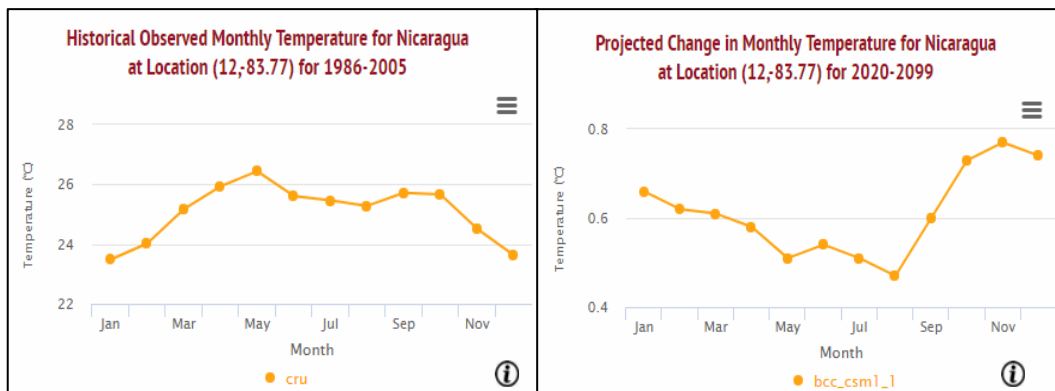 Historical Observed Monthly Temperature for Nicaragua
at Location (12,-83.77) for 1986-2005
28
26
24
22
Temperature (℃)
Jan Mar May Jul Sep Nov
Month
cru
Projected Change in Monthly Temperature for Nicaragua
at Location (12,-83.77) for 2020-2099
0.8
0.6
0.4
Temperature (℃)
Jan Mar May Jul Sep Nov
Month
bcc_csm1_1